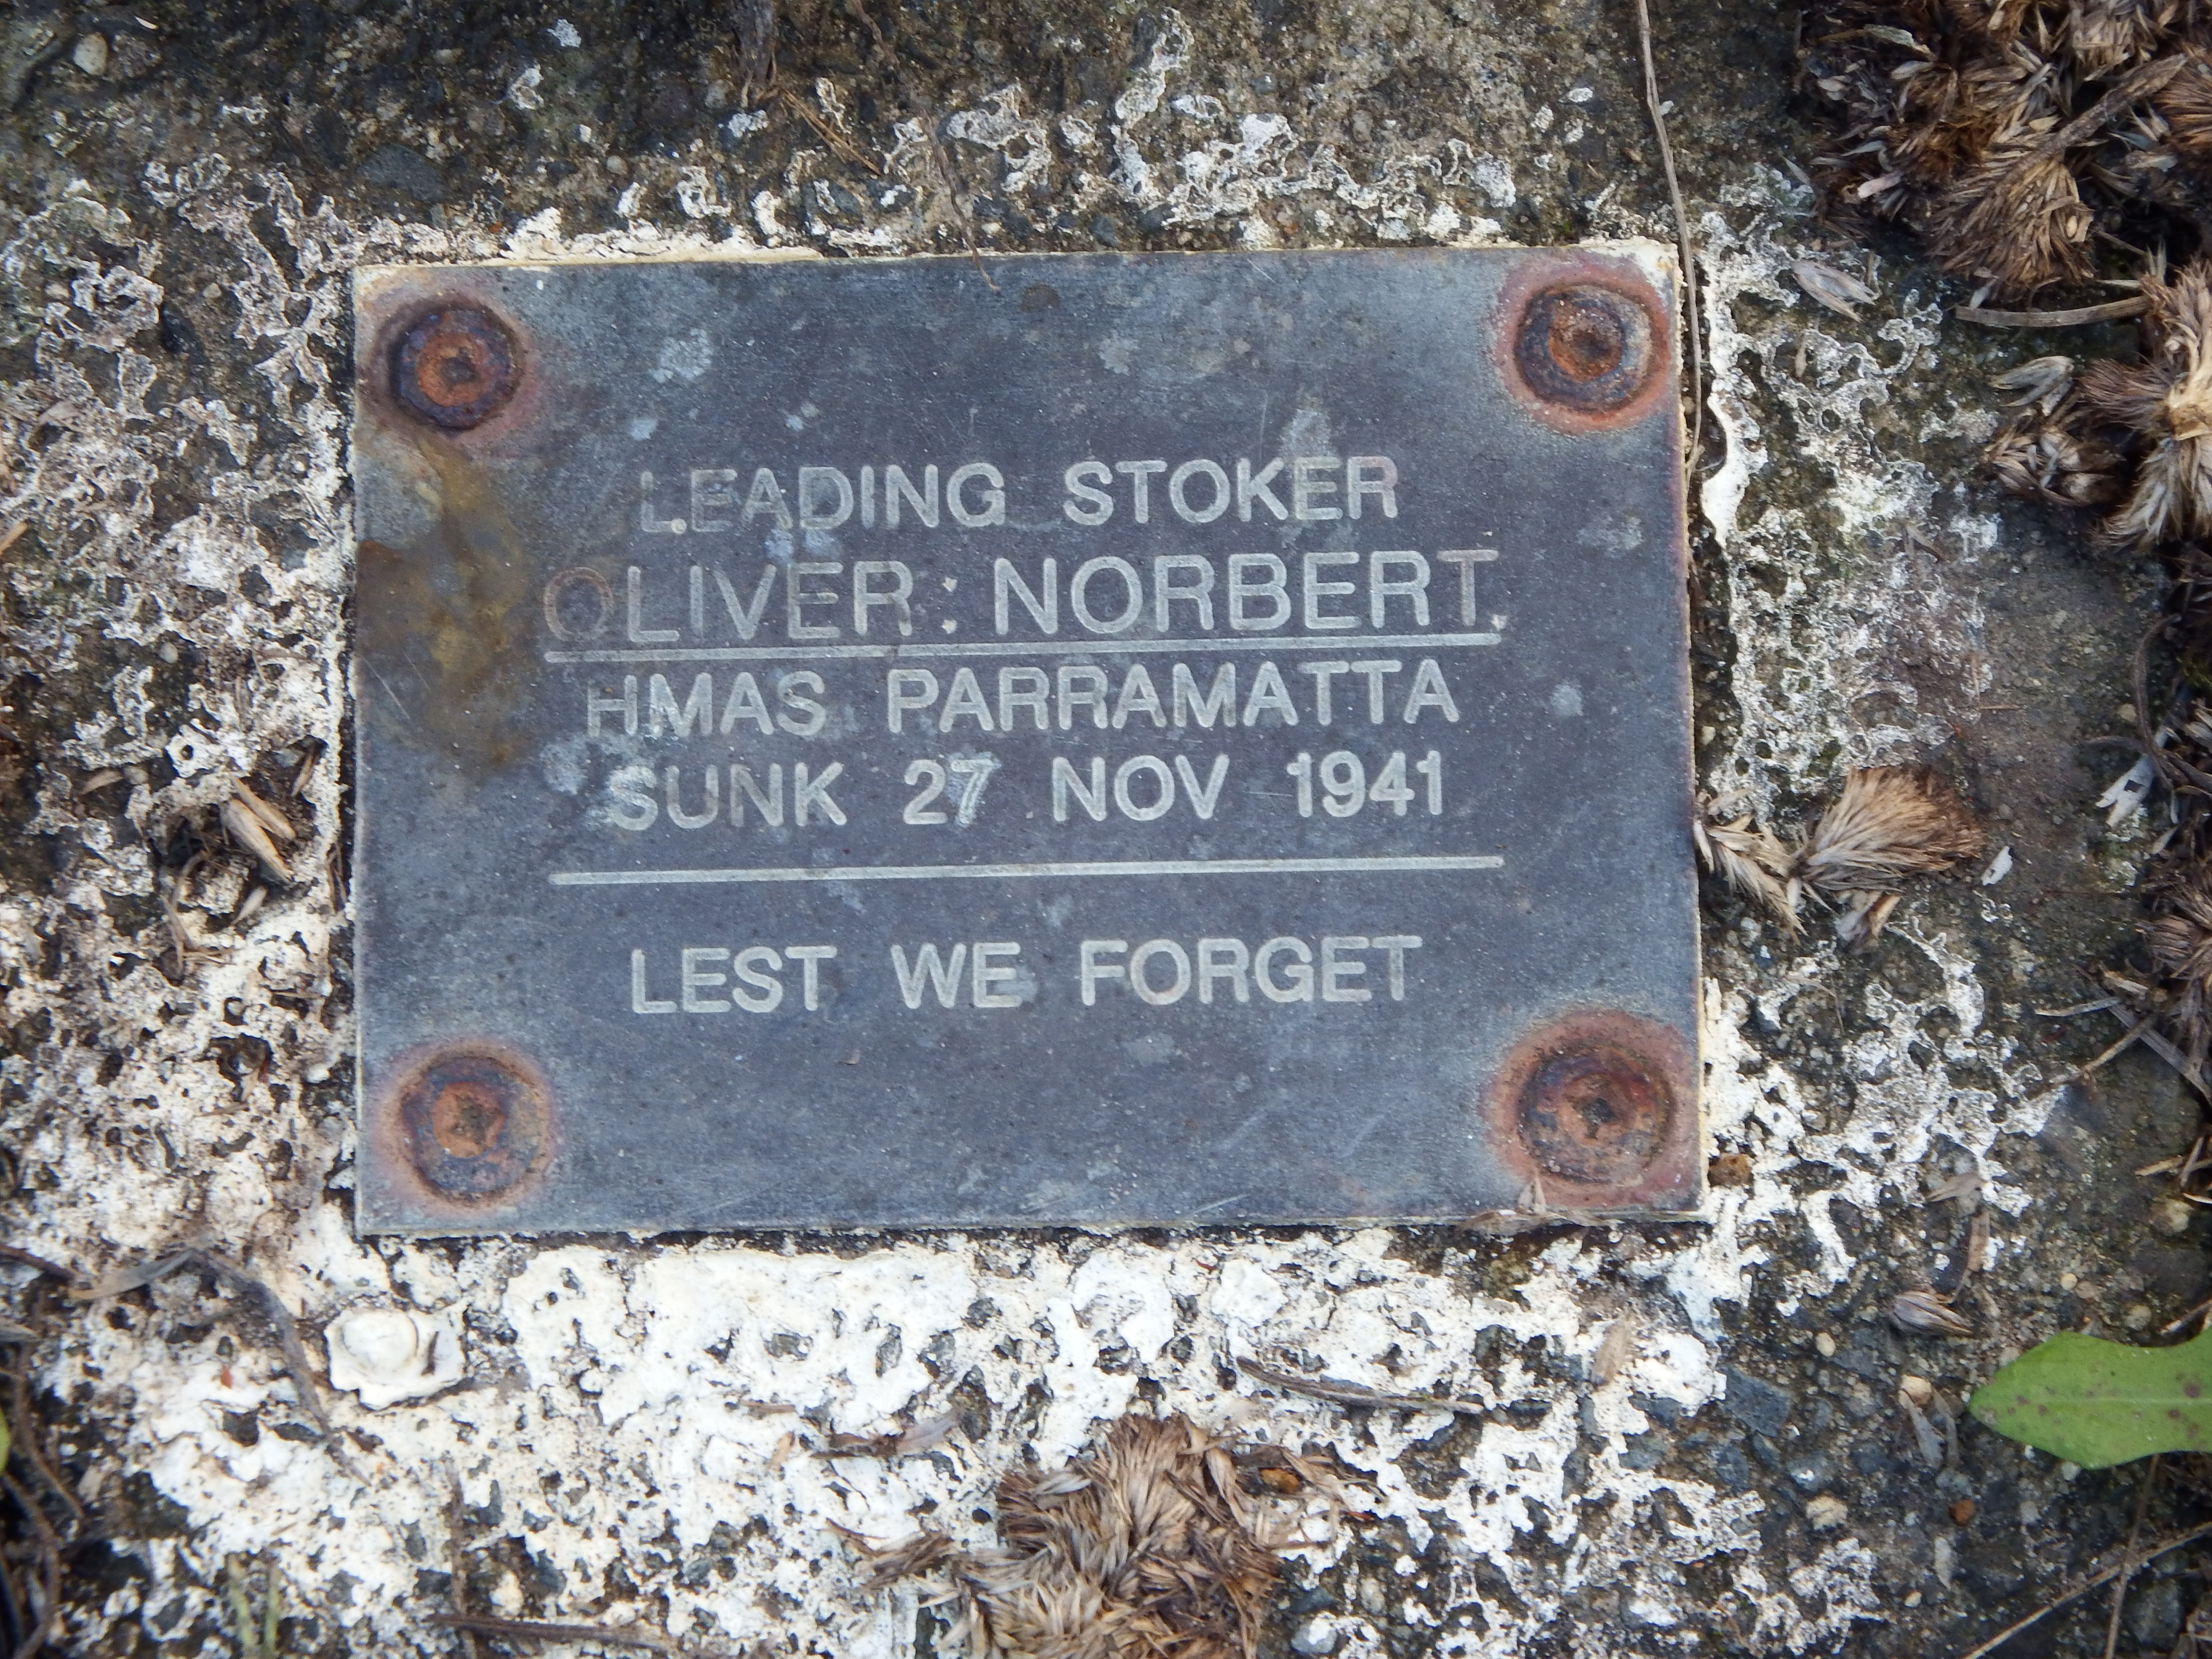 LEADING STOKER
OLIVER NORBERT
HMAS PARRAMATTA
SUNK 27 NOV 1941
LEST WE FORGET